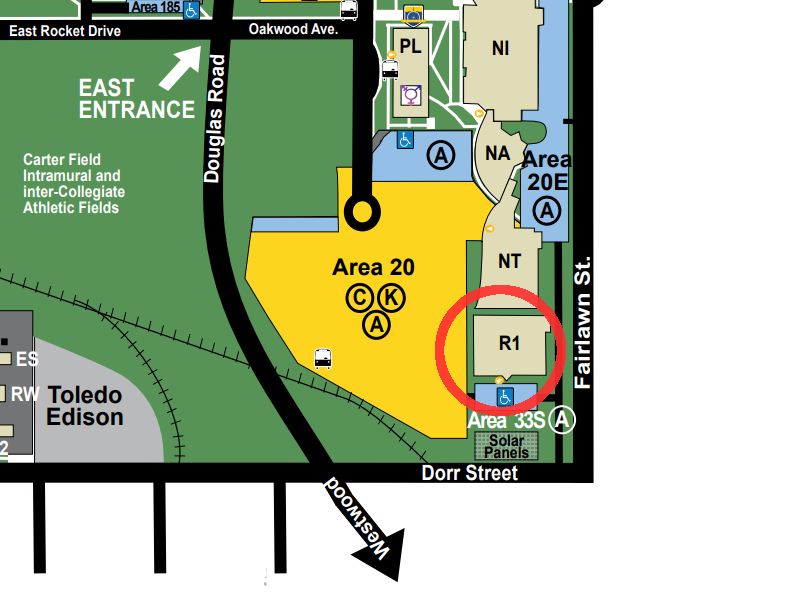 Area 185
East Rocket Drive
Oakwood Ave.
PL
NI
EAST
ENTRANCE
Douglas Road
Carter Field
Intramural and
inter-Collegiate
Athletic Fields
A
NA
Area
20E
A
Area 20
C K
A
NT
Fairlawn St.
R1
ES
RW
2
Toledo
Edison
Area 33S A
Solar
Panels
Dorr Street
Westwood